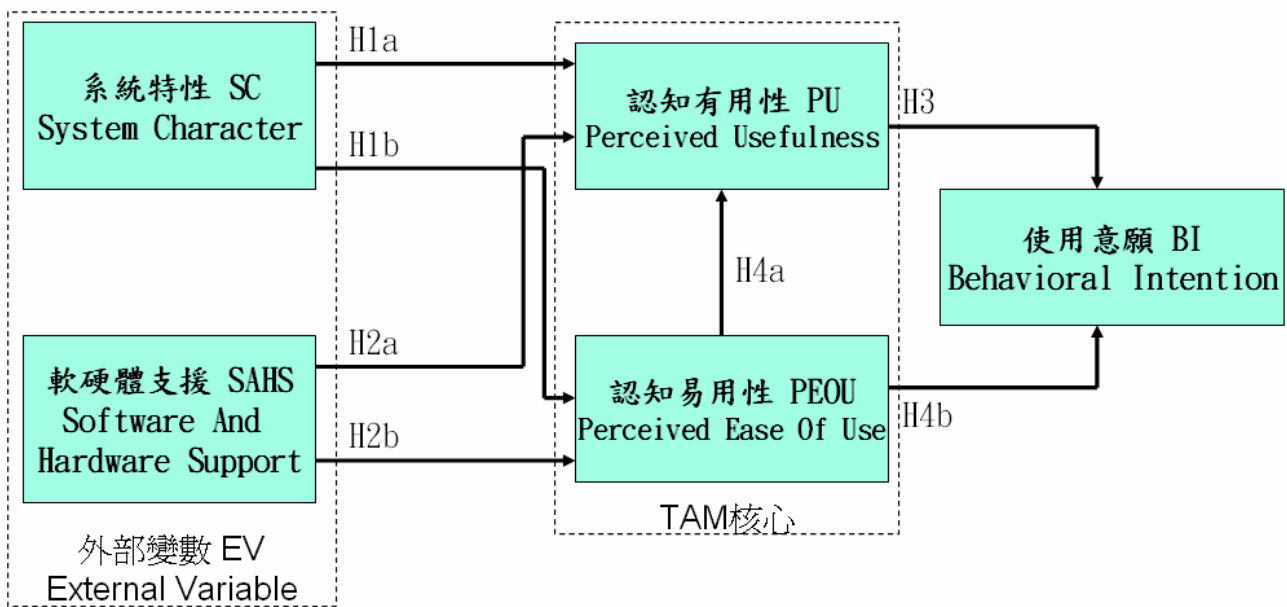 系統特性 SC
System Character
軟硬體支援 SAHS
Software And
Hardware Support
外部變數 EV
External Variable
H1a
H1b
H2a
H2b
認知有用性 PU
Perceived Usefulness
H4a
認知易用性 PEOU
Perceived Ease Of Use
TAM核心
H3
H4b
使用意願 BI
Behavioral Intention